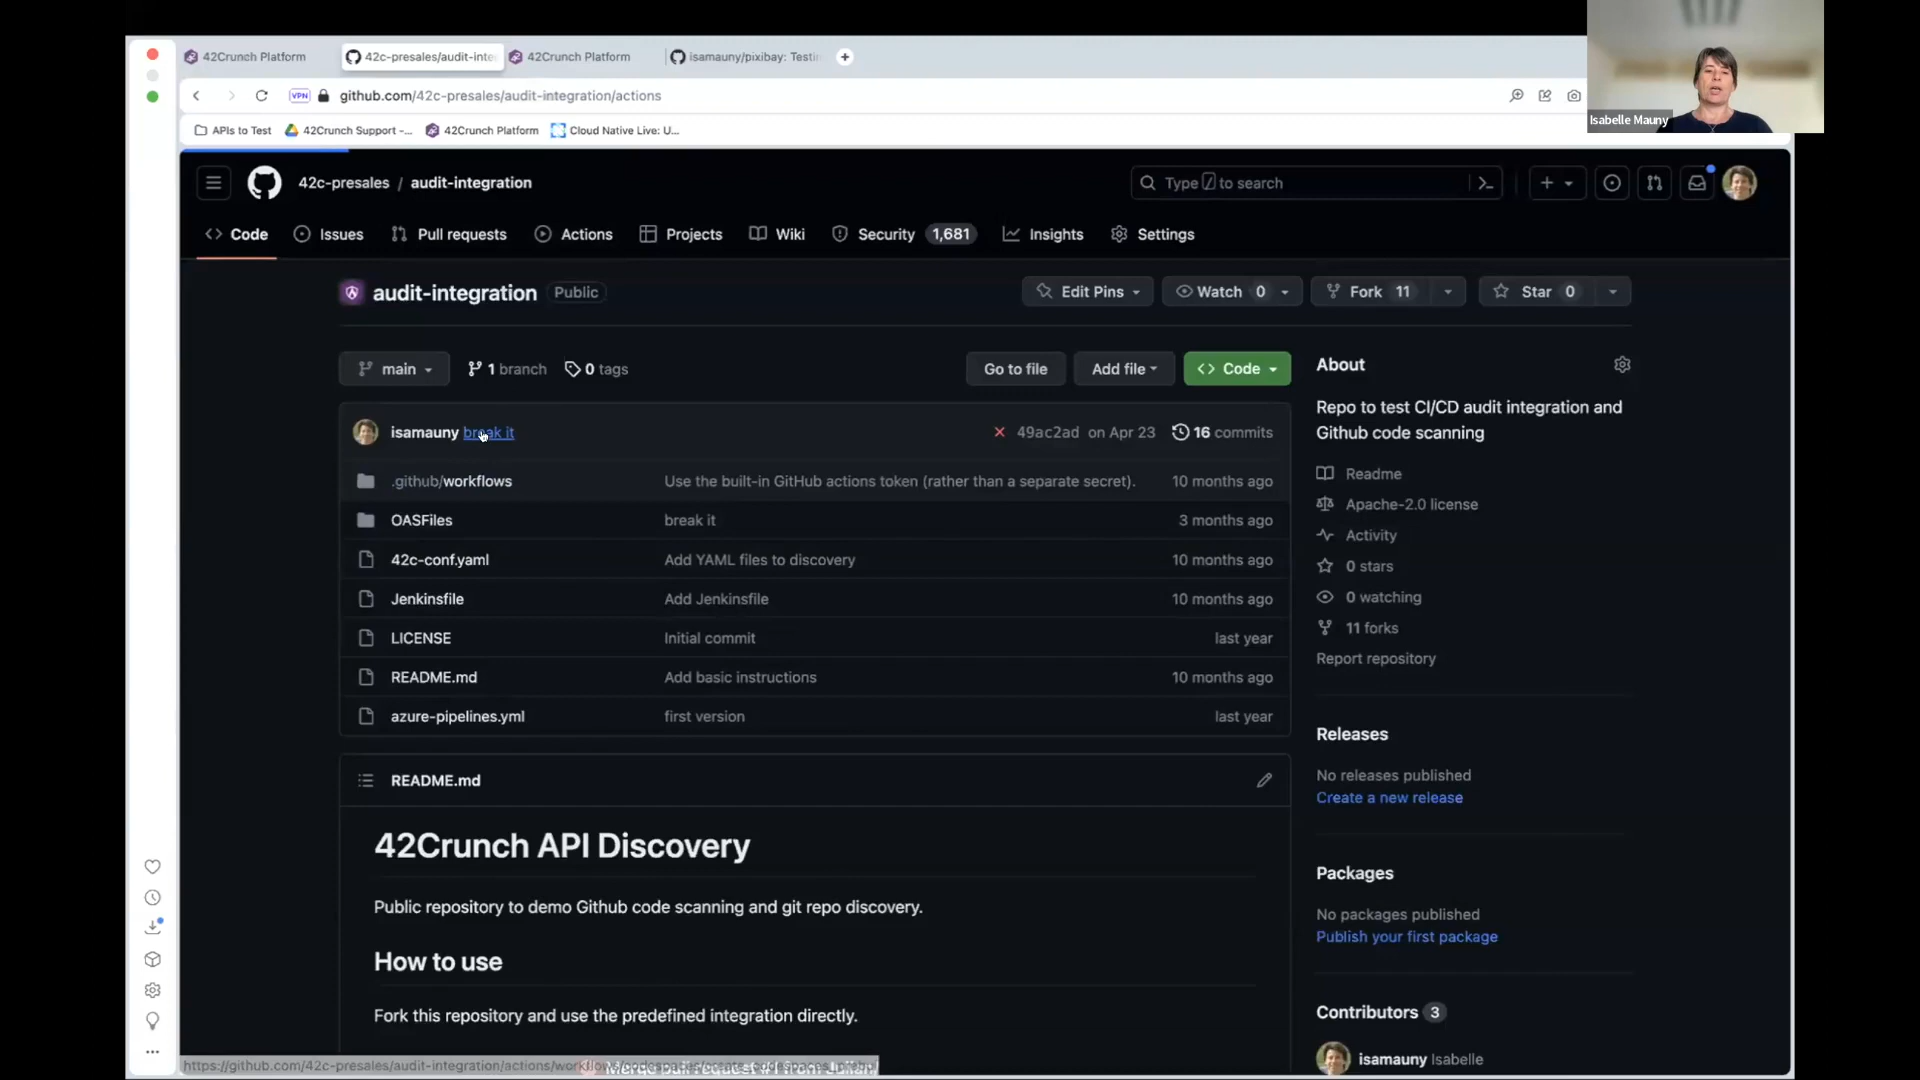 42Crunch Platform
42c-presales/audit-inte
42Crunch Platform
isamauny/pixibay: Testin
VPN
github.com/42c-presales/audit-integration/actions
APIs to Test
42Crunch Support -...
42Crunch Platform
Cloud Native Live: U...
Isabelle Mauny
42c-presales / audit-integration
Type / to search
Code
Issues
Pull requests
Actions
Projects
Wiki
Security 1,681
Insights
Settings
audit-integration Public
Edit Pins
Watch 0
Fork 11
Star 0
main
1 branch
0 tags
Go to file
Add file
Code
isamauny break it
49ac2ad on Apr 23
16 commits
.github/workflows Use the built-in GitHub actions token (rather than a separate secret). 10 months ago
OASFiles break it 3 months ago
42c-conf.yaml Add YAML files to discovery 10 months ago
Jenkinsfile Add Jenkinsfile 10 months ago
LICENSE Initial commit last year
README.md Add basic instructions 10 months ago
azure-pipelines.yml first version last year
README.md
42Crunch API Discovery
Public repository to demo Github code scanning and git repo discovery.
How to use
Fork this repository and use the predefined integration directly.
About
Repo to test CI/CD audit integration and
Github code scanning
Readme
Apache-2.0 license
Activity
0 stars
0 watching
11 forks
Report repository
Releases
No releases published
Create a new release
Packages
No packages published
Publish your first package
Contributors 3
isamauny Isabelle
https://github.com/42c-presales/audit-integration/actions/workfl